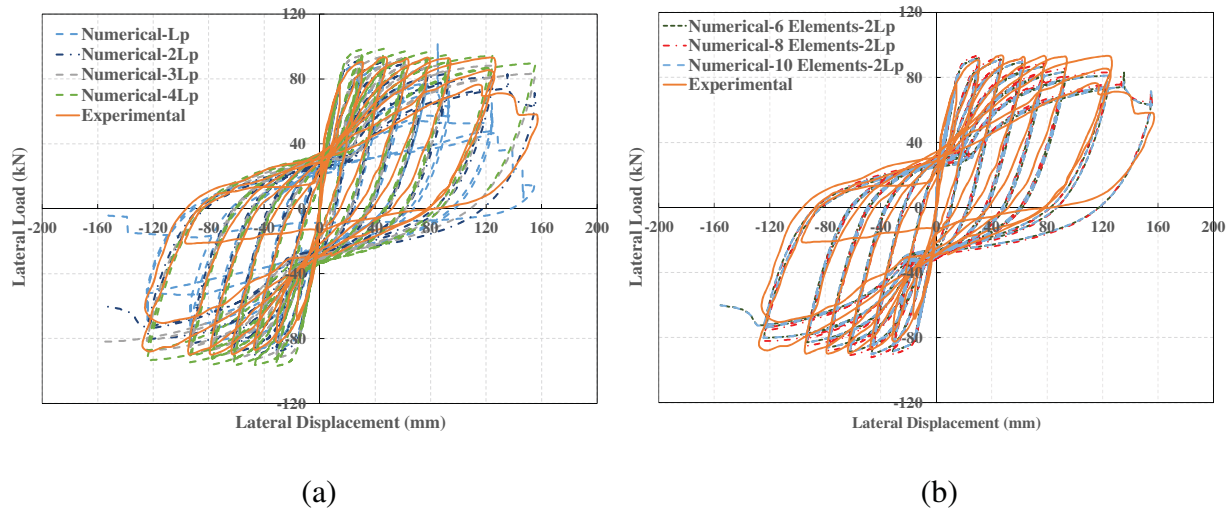 120
Numerical-Lp
Numerical-2Lp
Numerical-3Lp
Numerical-4Lp
Experimental
80
40
0
-200 -160 -120 -80 -40 0 40 80 120 160 200
-40
-80
-120
Lateral Load (kN)
Lateral Displacement (mm)
(a)
120
Numerical-6 Elements-2Lp
Numerical-8 Elements-2Lp
Numerical-10 Elements-2Lp
Experimental
80
40
0
-200 -160 -120 -80 -40 0 40 80 120 160 200
-40
-80
-120
Lateral Load (kN)
Lateral Displacement (mm)
(b)